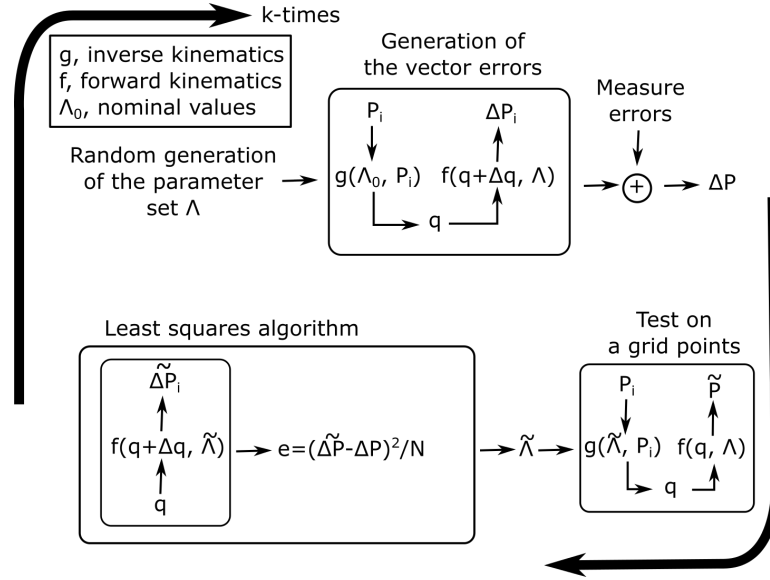 k-times
g, inverse kinematics
f, forward kinematics
Λ₀, nominal values
Generation of
the vector errors
Measure
errors
Random generation
of the parameter
set Λ
Pᵢ
ΔPᵢ
g(Λ₀, Pᵢ)
f(q+Δq, Λ)
q
+
ΔP
Least squares algorithm
Test on
a grid points
Δ̃Pᵢ
f(q+Δq, Λ̃)
q
e=(Δ̃P-ΔP)²/N
Λ̃
Pᵢ
P̃
g(Λ̃, Pᵢ)
f(q, Λ)
q